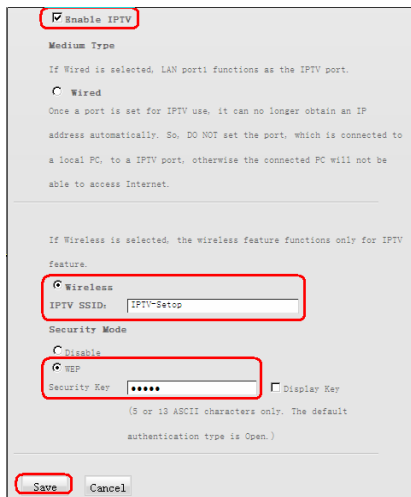 Enable IPTV
Medium Type
If Wired is selected, LAN port1 functions as the IPTV port.
Wired
Once a port is set for IPTV use, it can no longer obtain an IP
address automatically. So, DO NOT set the port, which is connected to
a local PC, to a IPTV port, otherwise the connected PC will not be
able to access Internet.
If Wireless is selected, the wireless feature functions only for IPTV
feature.
Wireless
IPTV SSID: IPTV-Setop
Security Mode
Disable
WEP
Security Key ●●●●● Display Key
(5 or 13 ASCII characters only. The default
authentication type is Open.)
Save Cancel